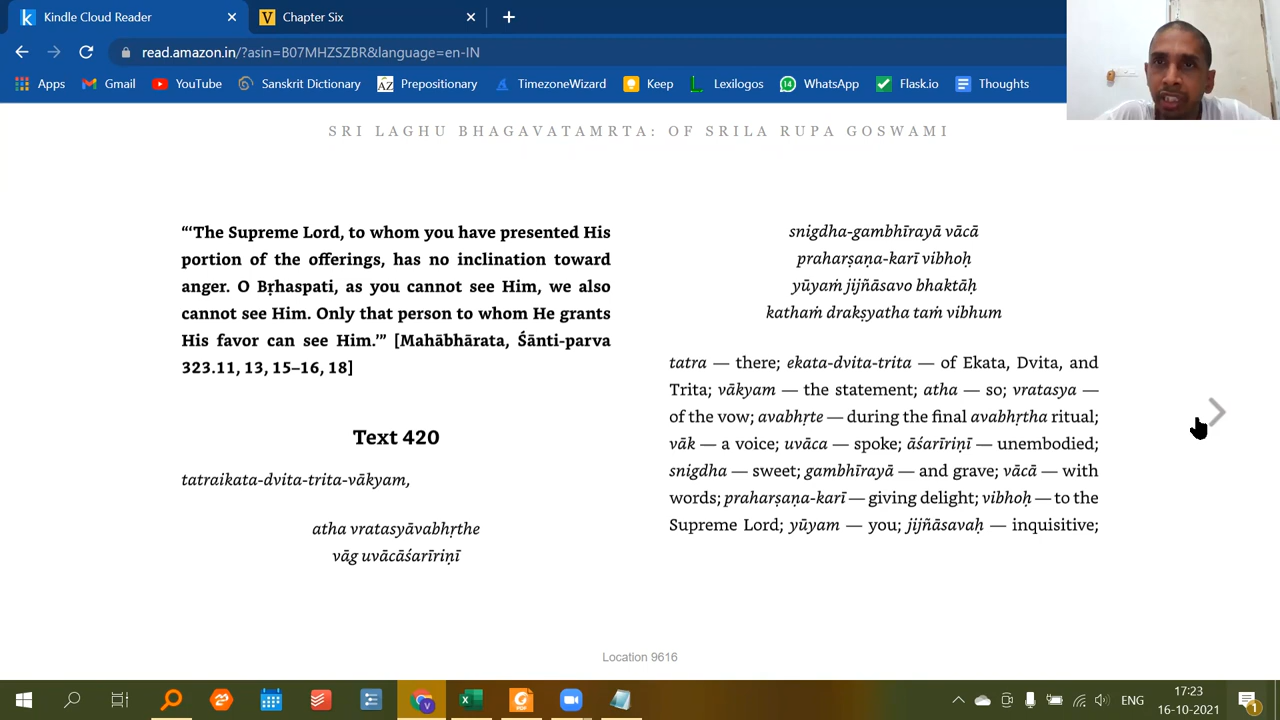 Kindle Cloud Reader
Chapter Six
read.amazon.in/?asin=B07MHZSZBR&language=en-IN
Apps
Gmail
YouTube
Sanskrit Dictionary
Prepositionary
TimezoneWizard
Keep
Lexilogos
WhatsApp
Flask.io
Thoughts
SRI LAGHU BHAGAVATAMRTA: OF SRILA RUPA GOSWAMI
“‘The Supreme Lord, to whom you have presented His
portion of the offerings, has no inclination toward
anger. O Bṛhaspati, as you cannot see Him, we also
cannot see Him. Only that person to whom He grants
His favor can see Him.’” [Mahābhārata, Śānti-parva
323.11, 13, 15–16, 18]
Text 420
tatraikata-dvita-trita-vākyam,
atha vratasyāvabhṛthe
vāg uvācāśarīriṇī
snigdha-gambhīrayā vācā
praharṣaṇa-karī vibhoḥ
yūyaṁ jijñāsavo bhaktāḥ
kathaṁ drakṣyatha taṁ vibhum
tatra — there; ekata-dvita-trita — of Ekata, Dvita, and
Trita; vākyam — the statement; atha — so; vratasya —
of the vow; avabhṛte — during the final avabhṛtha ritual;
vāk — a voice; uvāca — spoke; āśarīriṇī — unembodied;
snigdha — sweet; gambhīrayā — and grave; vācā — with
words; praharṣaṇa-karī — giving delight; vibhoḥ — to the
Supreme Lord; yūyam — you; jijñāsavaḥ — inquisitive;
Location 9616
ENG
17:23
16-10-2021